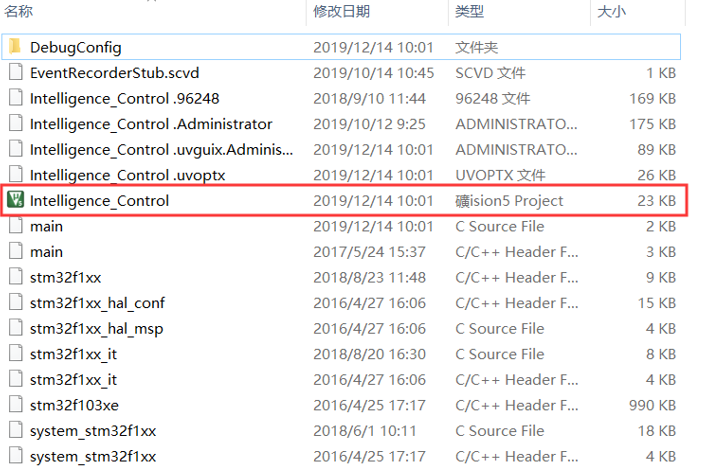 名称 修改日期 类型 大小
DebugConfig 2019/12/14 10:01 文件夹
EventRecorderStub.scvd 2019/10/14 10:45 SCVD 文件 1 KB
Intelligence_Control .96248 2018/9/10 11:44 96248 文件 169 KB
Intelligence_Control .Administrator 2019/10/12 9:25 ADMINISTRATO... 175 KB
Intelligence_Control .uvguix.Adminis... 2019/12/14 10:01 ADMINISTRATO... 89 KB
Intelligence_Control .uvoptx 2019/12/14 10:01 UVOPTX 文件 26 KB
Intelligence_Control 2019/12/14 10:01 礦ision5 Project 23 KB
main 2019/12/14 10:01 C Source File 2 KB
main 2017/5/24 15:37 C/C++ Header F... 3 KB
stm32f1xx 2018/8/23 11:48 C/C++ Header F... 9 KB
stm32f1xx_hal_conf 2016/4/27 16:06 C/C++ Header F... 15 KB
stm32f1xx_hal_msp 2016/4/27 16:06 C Source File 4 KB
stm32f1xx_it 2018/8/20 16:30 C Source File 8 KB
stm32f1xx_it 2016/4/27 16:06 C/C++ Header F... 4 KB
stm32f103xe 2016/4/25 17:17 C/C++ Header F... 990 KB
system_stm32f1xx 2018/6/1 10:11 C Source File 18 KB
system_stm32f1xx 2016/4/25 17:17 C/C++ Header F... 4 KB